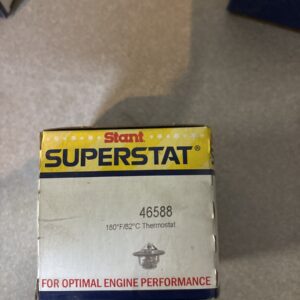 Stant
SUPERSTAT®
46588
180°F/82°C Thermostat
FOR OPTIMAL ENGINE PERFORMANCE